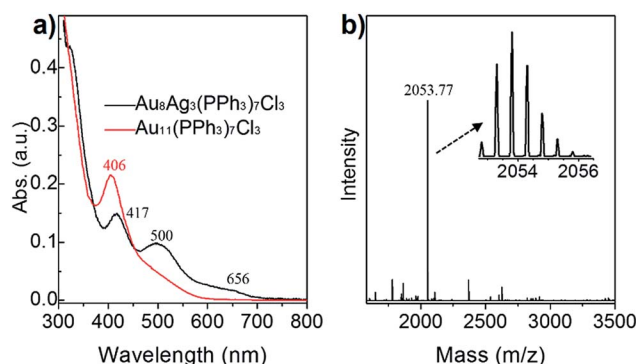 a)
Au8Ag3(PPh3)7Cl3
Au11(PPh3)7Cl3
406
417
500
656
0.4
0.3
0.2
0.1
0.0
300 400 500 600 700 800
Wavelength (nm)
Abs. (a.u.)
b)
2053.77
2054 2056
2000 2500 3000 3500
Mass (m/z)
Intensity